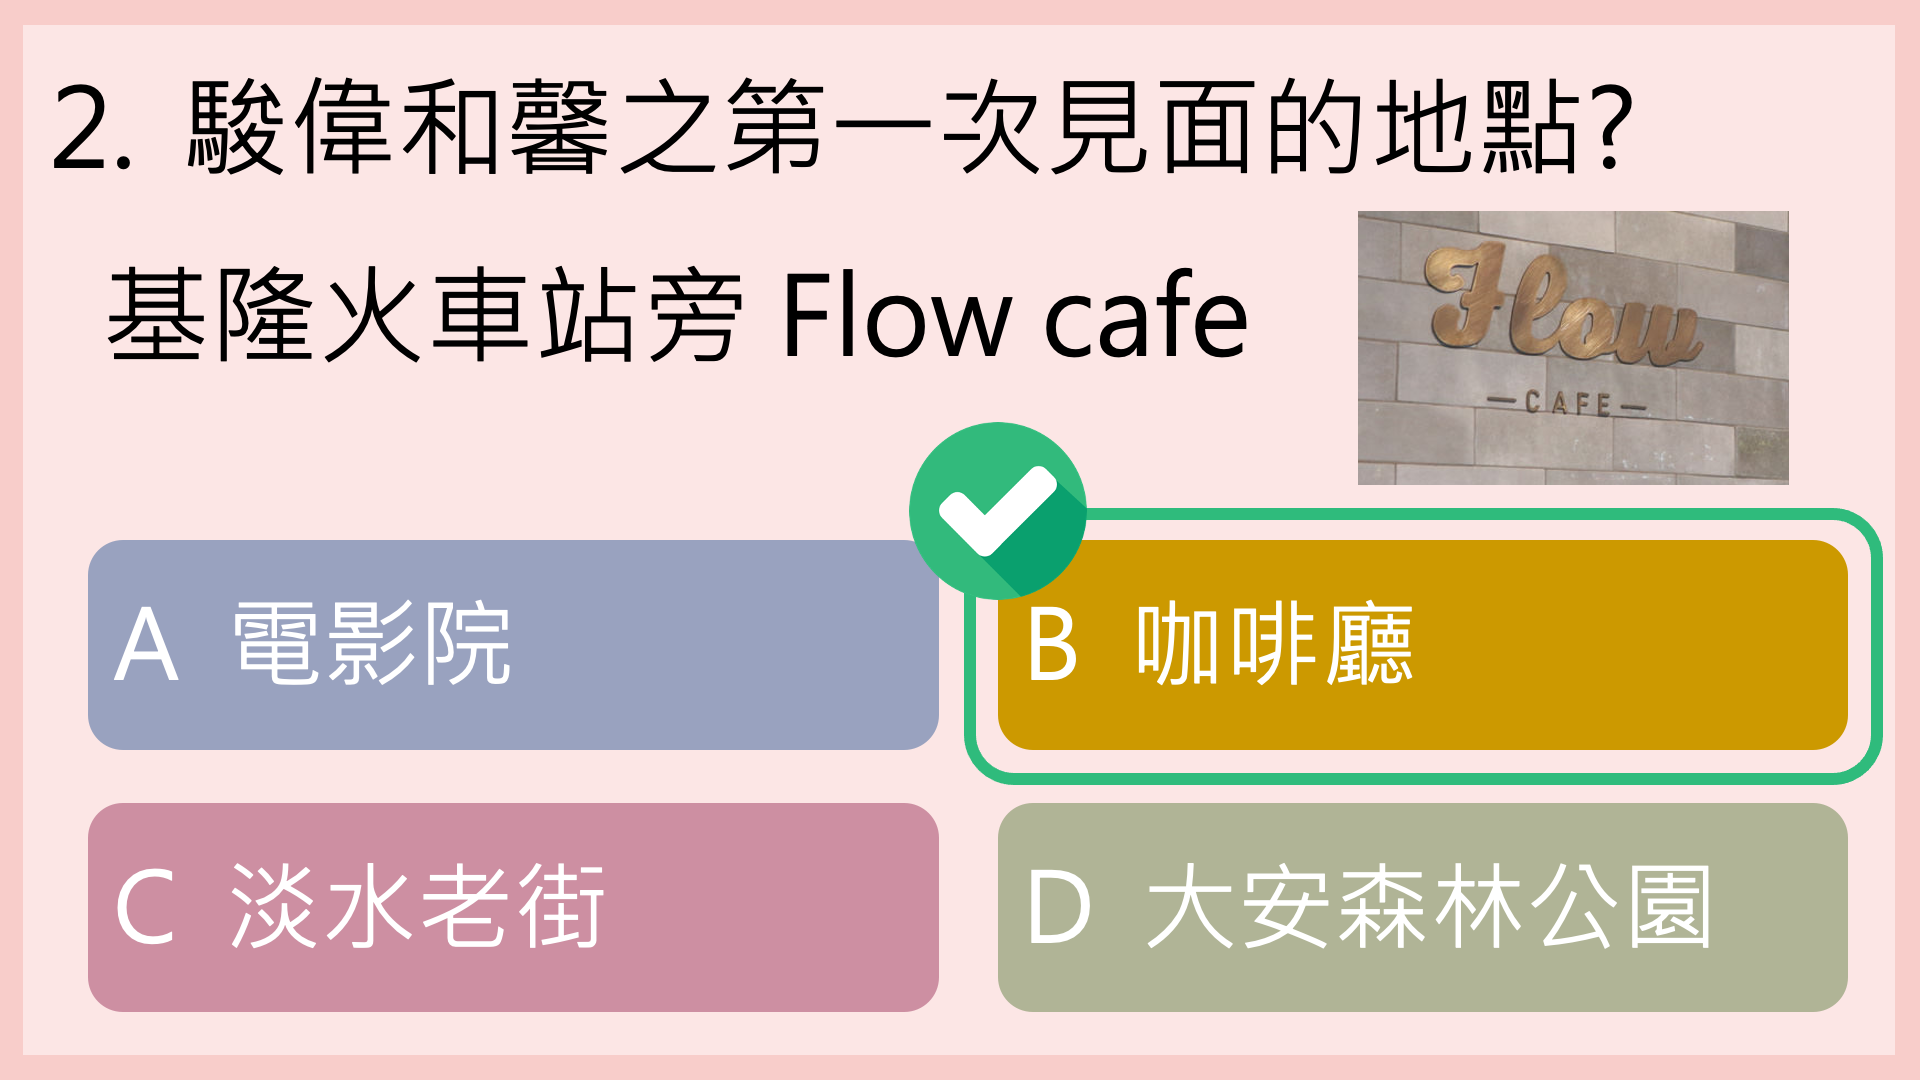 2. 駿偉和馨之第一次見面的地點?
基隆火車站旁 Flow cafe
Flow
CAFE
A 電影院
B 咖啡廳
C 淡水老街
D 大安森林公園